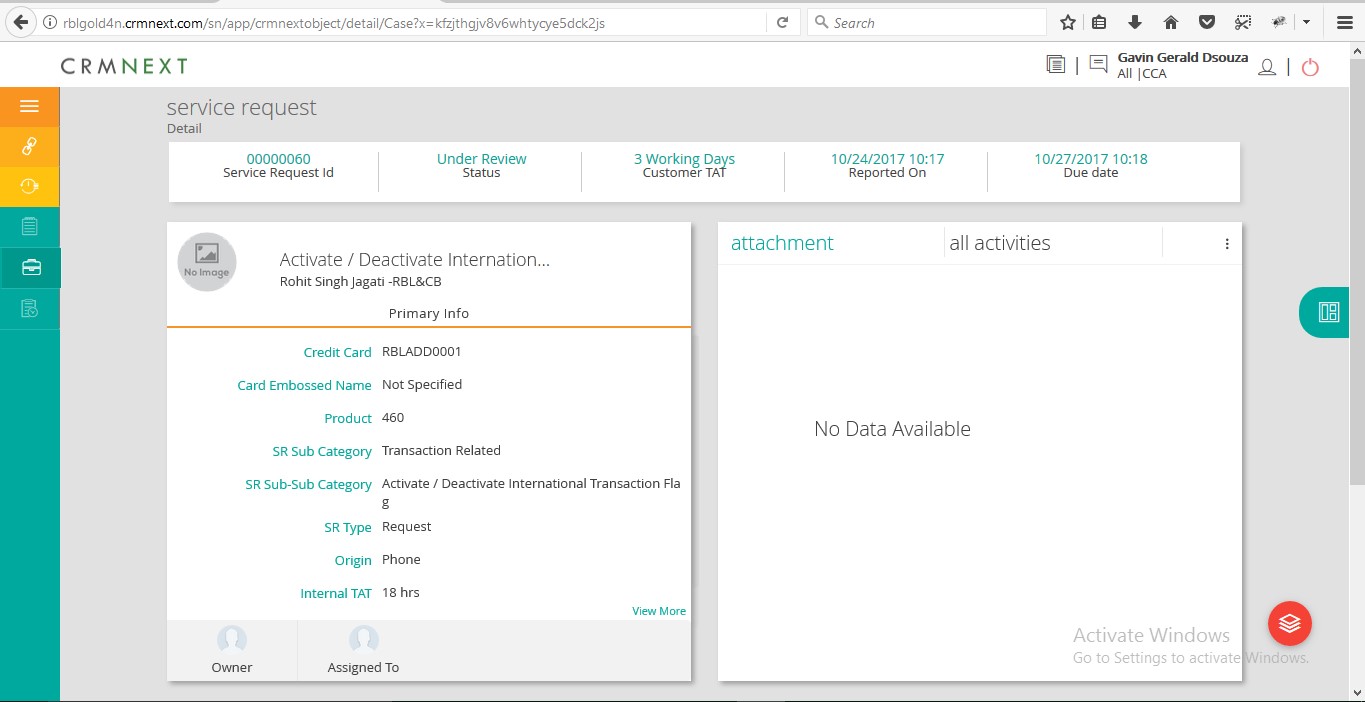 rblgold4n.crmnext.com/sn/app/crmnextobject/detail/Case?x=kfzjthgjv8v6whtycye5dck2js
Search
CRMNEXT
Gavin Gerald Dsouza
All |CCA
service request
Detail
00000060
Service Request Id
Under Review
Status
3 Working Days
Customer TAT
10/24/2017 10:17
Reported On
10/27/2017 10:18
Due date
No Image
Activate / Deactivate Internation...
Rohit Singh Jagati -RBL&CB
Primary Info
Credit Card RBLADD0001
Card Embossed Name Not Specified
Product 460
SR Sub Category Transaction Related
SR Sub-Sub Category Activate / Deactivate International Transaction Fla
g
SR Type Request
Origin Phone
Internal TAT 18 hrs
View More
Owner
Assigned To
attachment
all activities
No Data Available
Activate Windows
Go to Settings to activate Windows.